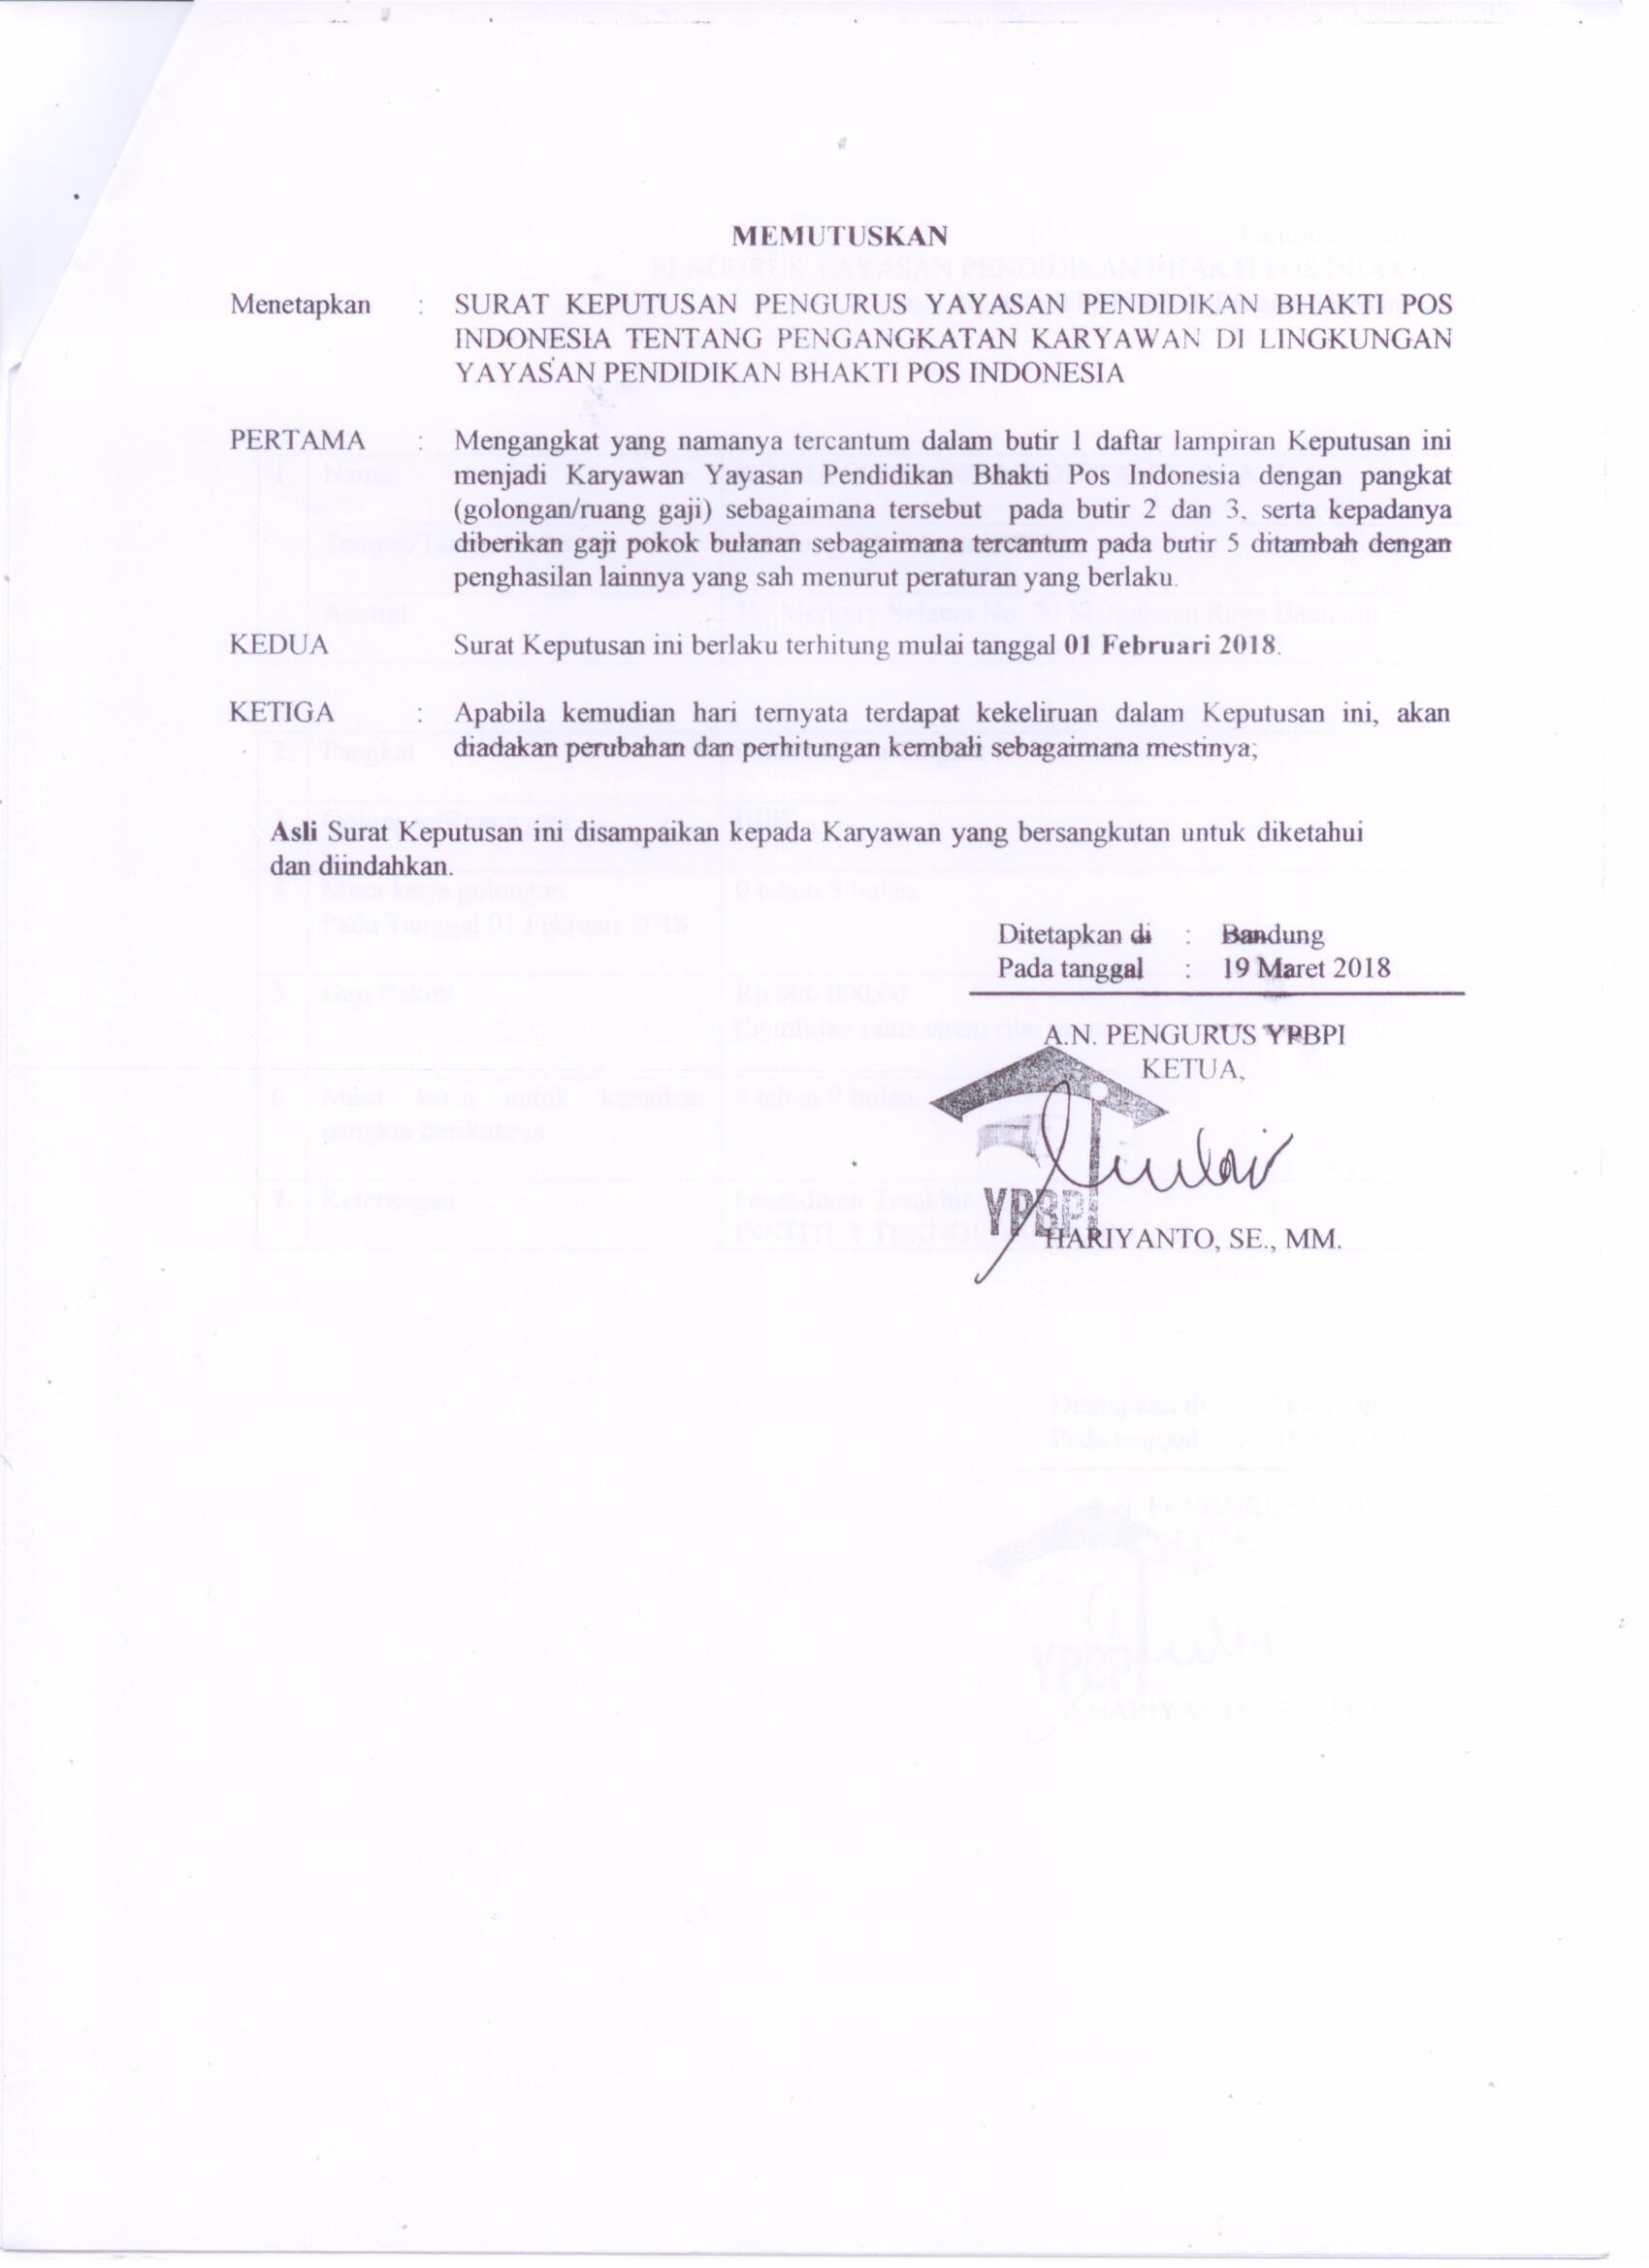 MEMUTUSKAN
Menetapkan : SURAT KEPUTUSAN PENGURUS YAYASAN PENDIDIKAN BHAKTI POS
INDONESIA TENTANG PENGANGKATAN KARYAWAN DI LINGKUNGAN
YAYASAN PENDIDIKAN BHAKTI POS INDONESIA
PERTAMA : Mengangkat yang namanya tercantum dalam butir 1 daftar lampiran Keputusan ini
menjadi Karyawan Yayasan Pendidikan Bhakti Pos Indonesia dengan pangkat
(golongan/ruang gaji) sebagaimana tersebut pada butir 2 dan 3, serta kepadanya
diberikan gaji pokok bulanan sebagaimana tercantum pada butir 5 ditambah dengan
penghasilan lainnya yang sah menurut peraturan yang berlaku.
KEDUA Surat Keputusan ini berlaku terhitung mulai tanggal 01 Februari 2018.
KETIGA : Apabila kemudian hari ternyata terdapat kekeliruan dalam Keputusan ini, akan
diadakan perubahan dan perhitungan kembali sebagaimana mestinya;
Asli Surat Keputusan ini disampaikan kepada Karyawan yang bersangkutan untuk diketahui
dan diindahkan.
Ditetapkan di : Bandung
Pada tanggal : 19 Maret 2018
A.N. PENGURUS YPBPI
KETUA,
YPBPI
HARIYANTO, SE., MM.